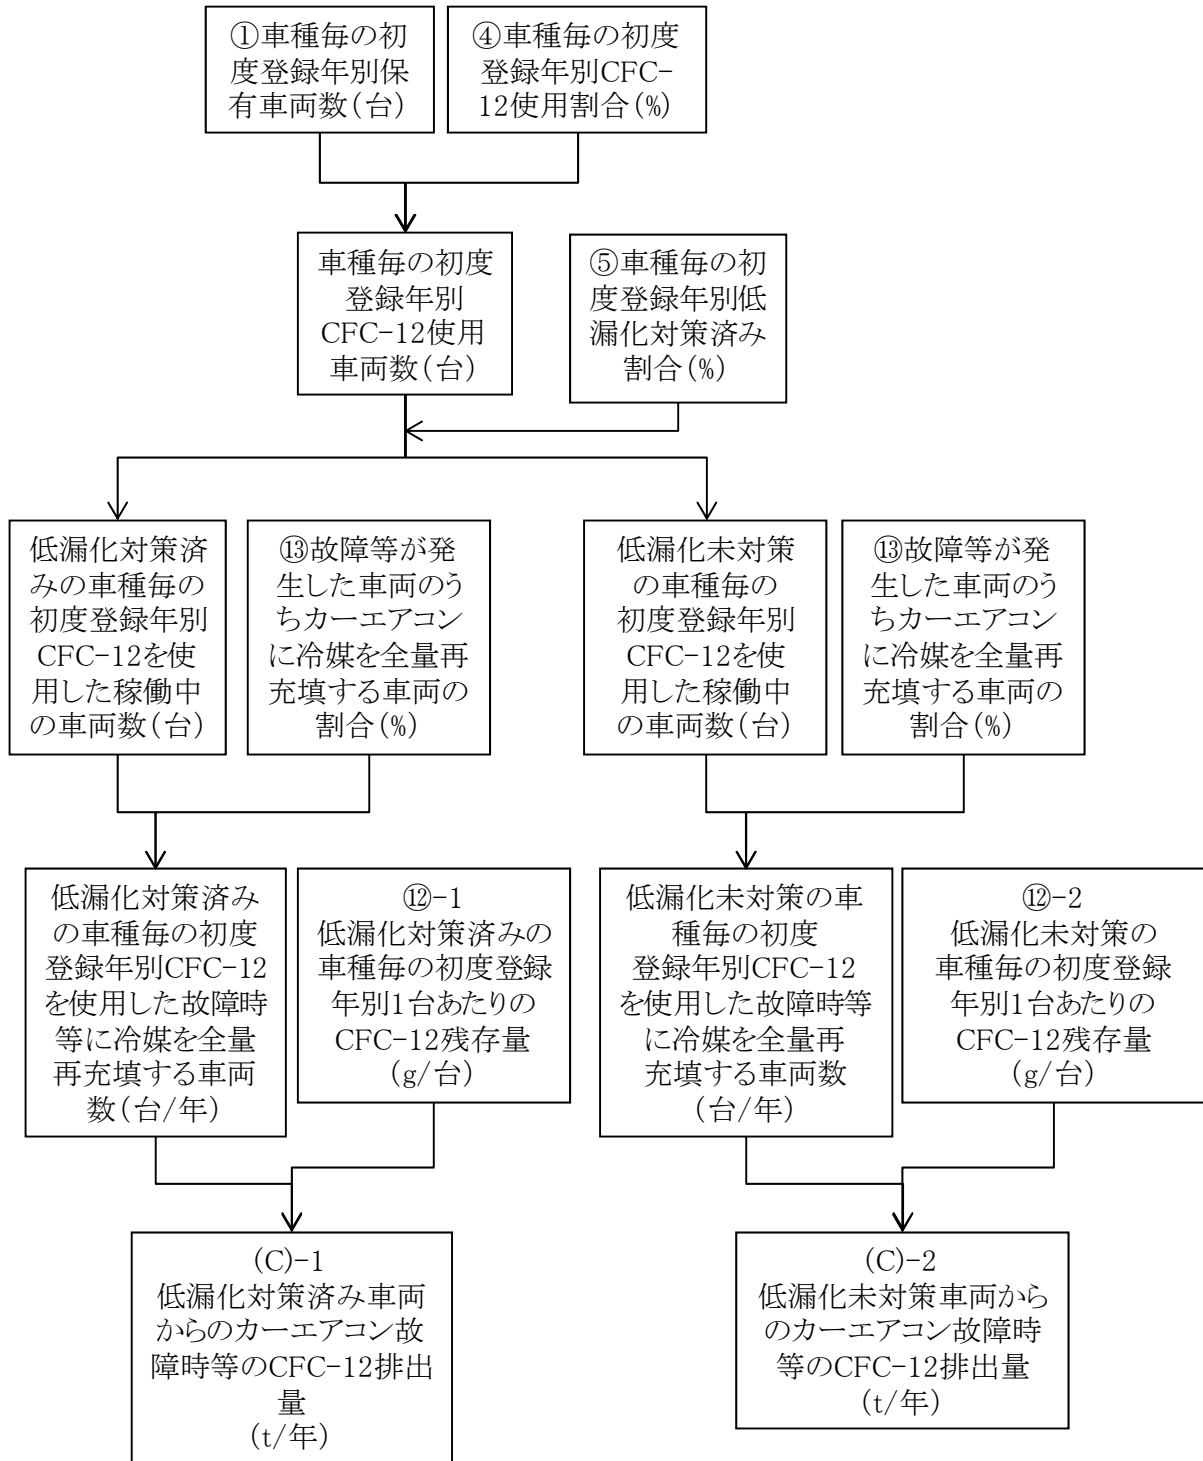 ①車種毎の初
度登録年別保
有車両数(台)
④車種毎の初度
登録年別CFC-
12使用割合(%)
車種毎の初度
登録年別
CFC-12使用
車両数(台)
⑤車種毎の初
度登録年別低
漏化対策済み
割合(%)
低漏化対策済
みの車種毎の
初度登録年別
CFC-12を使
用した稼働中
の車両数(台)
⑬故障等が発
生した車両のう
ちカーエアコン
に冷媒を全量再
充填する車両の
割合(%)
低漏化未対策
の車種毎の
初度登録年別
CFC-12を使
用した稼働中
の車両数(台)
⑬故障等が発
生した車両のう
ちカーエアコン
に冷媒を全量再
充填する車両の
割合(%)
低漏化対策済み
の車種毎の初度
登録年別CFC-12
を使用した故障時
等に冷媒を全量
再充填する車両
数(台/年)
⑫-1
低漏化対策済みの
車種毎の初度登録
年別1台あたりの
CFC-12残存量
(g/台)
低漏化未対策の車
種毎の初度
登録年別CFC-12
を使用した故障時等
に冷媒を全量再
充填する車両数
(台/年)
⑫-2
低漏化未対策の
車種毎の初度登録
年別1台あたりの
CFC-12残存量
(g/台)
(C)-1
低漏化対策済み車両
からのカーエアコン故
障時等のCFC-12排出
量
(t/年)
(C)-2
低漏化未対策車両から
のカーエアコン故障時
等のCFC-12排出量
(t/年)